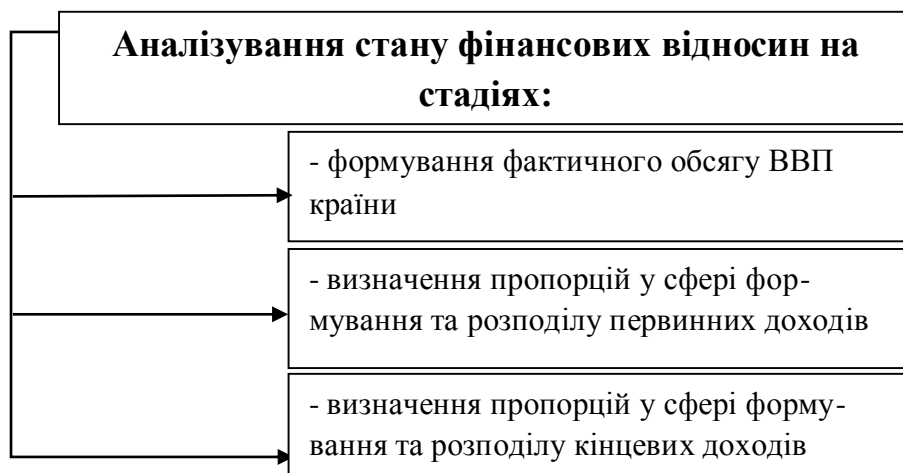 Аналізування стану фінансових відносин на
стадіях:
- формування фактичного обсягу ВВП
країни
- визначення пропорцій у сфері фор-
мування та розподілу первинних доходів
- визначення пропорцій у сфері форму-
вання та розподілу кінцевих доходів